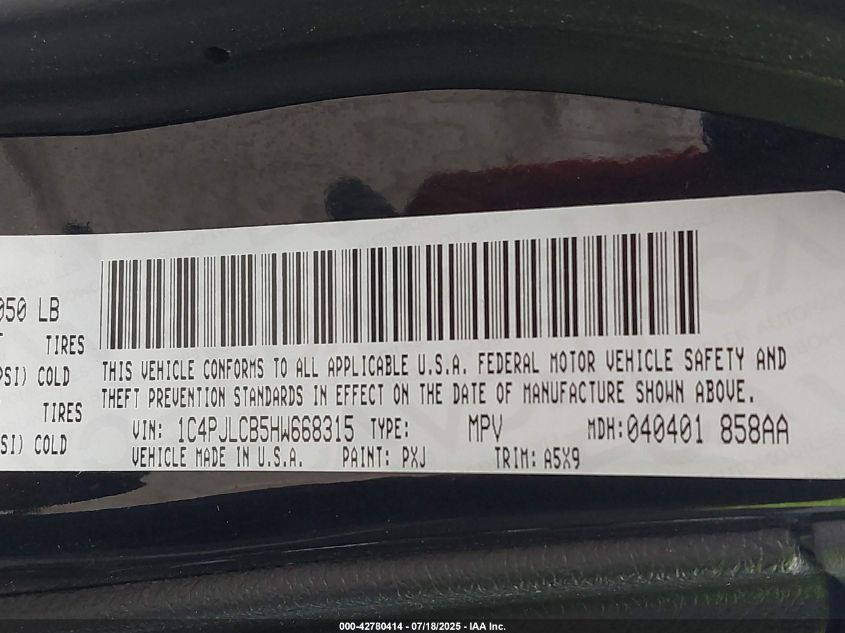 050 LB
TIRES
PSI) COLD
TIRES
SI) COLD
THIS VEHICLE CONFORMS TO ALL APPLICABLE U.S.A. FEDERAL MOTOR VEHICLE SAFETY AND
THEFT PREVENTION STANDARDS IN EFFECT ON THE DATE OF MANUFACTURE SHOWN ABOVE.
VIN: 1C4PJLCB5HW668315 TYPE: MPV MDH:040401 858AA
VEHICLE MADE IN U.S.A. PAINT: PXJ TRIM: A5X9
000-42780414 - 07/18/2025 - IAA Inc.